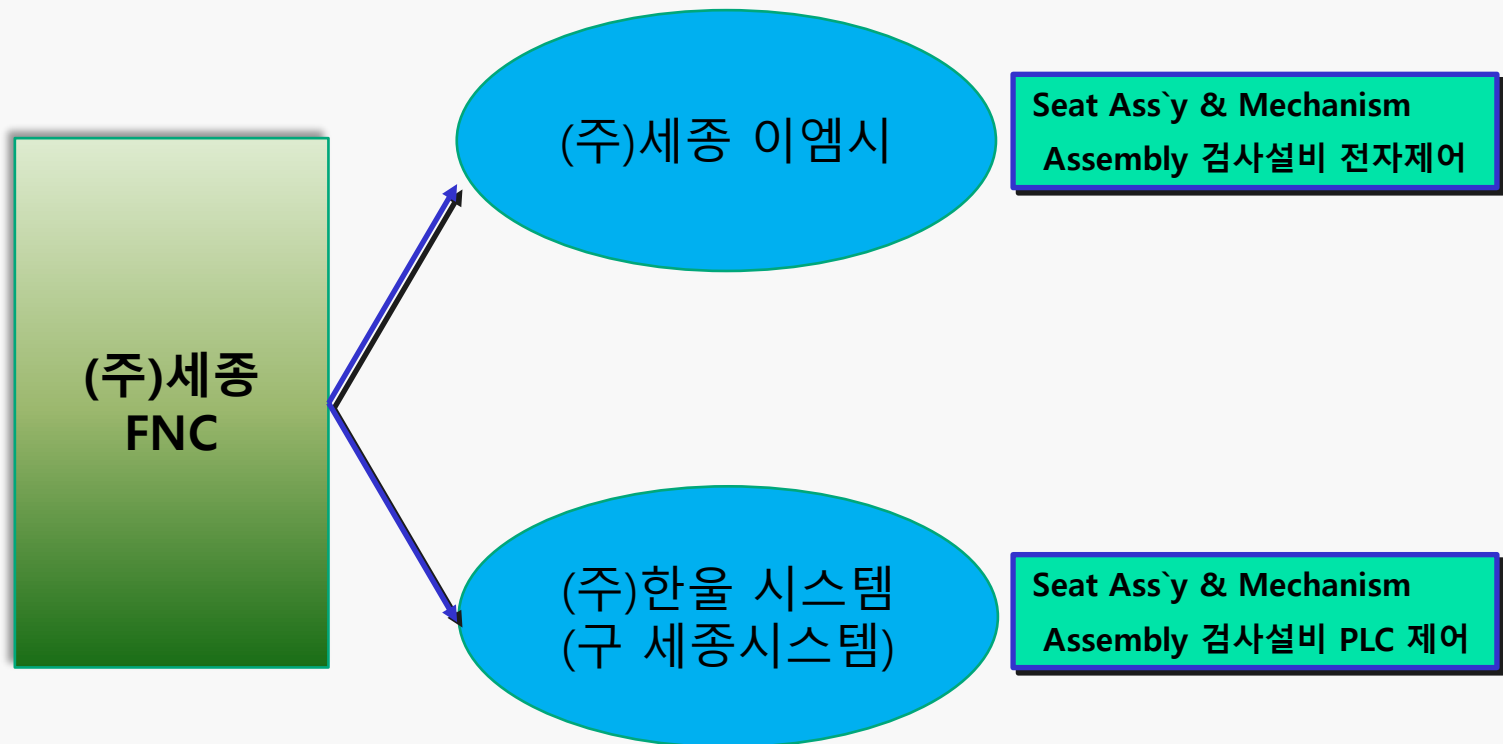 (주)세종
FNC
(주)세종 이엠시
Seat Ass`y & Mechanism
Assembly 검사설비 전자제어
(주)한울 시스템
(구 세종시스템)
Seat Ass`y & Mechanism
Assembly 검사설비 PLC 제어